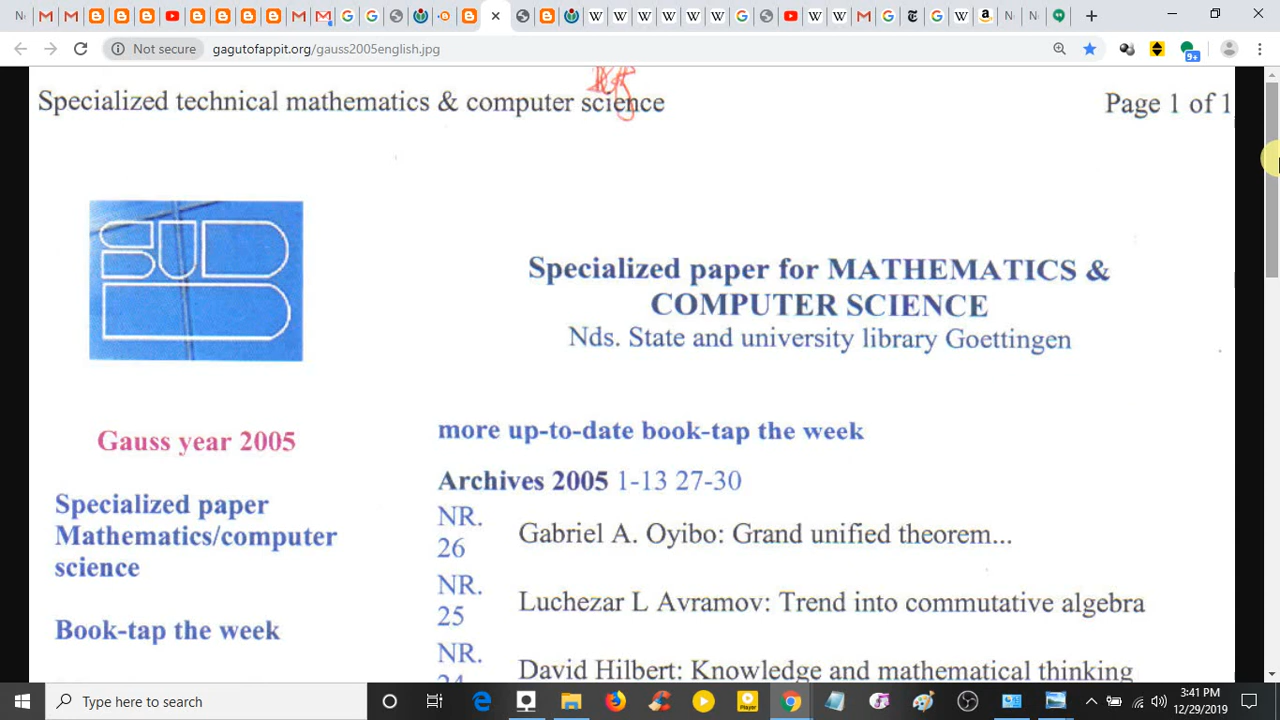 Not secure
gagutofappit.org/gauss2005english.jpg
9+
Specialized technical mathematics & computer science
Page 1 of 1
SUB
Specialized paper for MATHEMATICS &
COMPUTER SCIENCE
Nds. State and university library Goettingen
Gauss year 2005
more up-to-date book-tap the week
Specialized paper
Mathematics/computer
science
Book-tap the week
Archives 2005 1-13 27-30
NR.
26
Gabriel A. Oyibo: Grand unified theorem...
NR.
25
Luchezar L Avramov: Trend into commutative algebra
NR.
24
David Hilbert: Knowledge and mathematical thinking
Type here to search
3:41 PM
12/29/2019